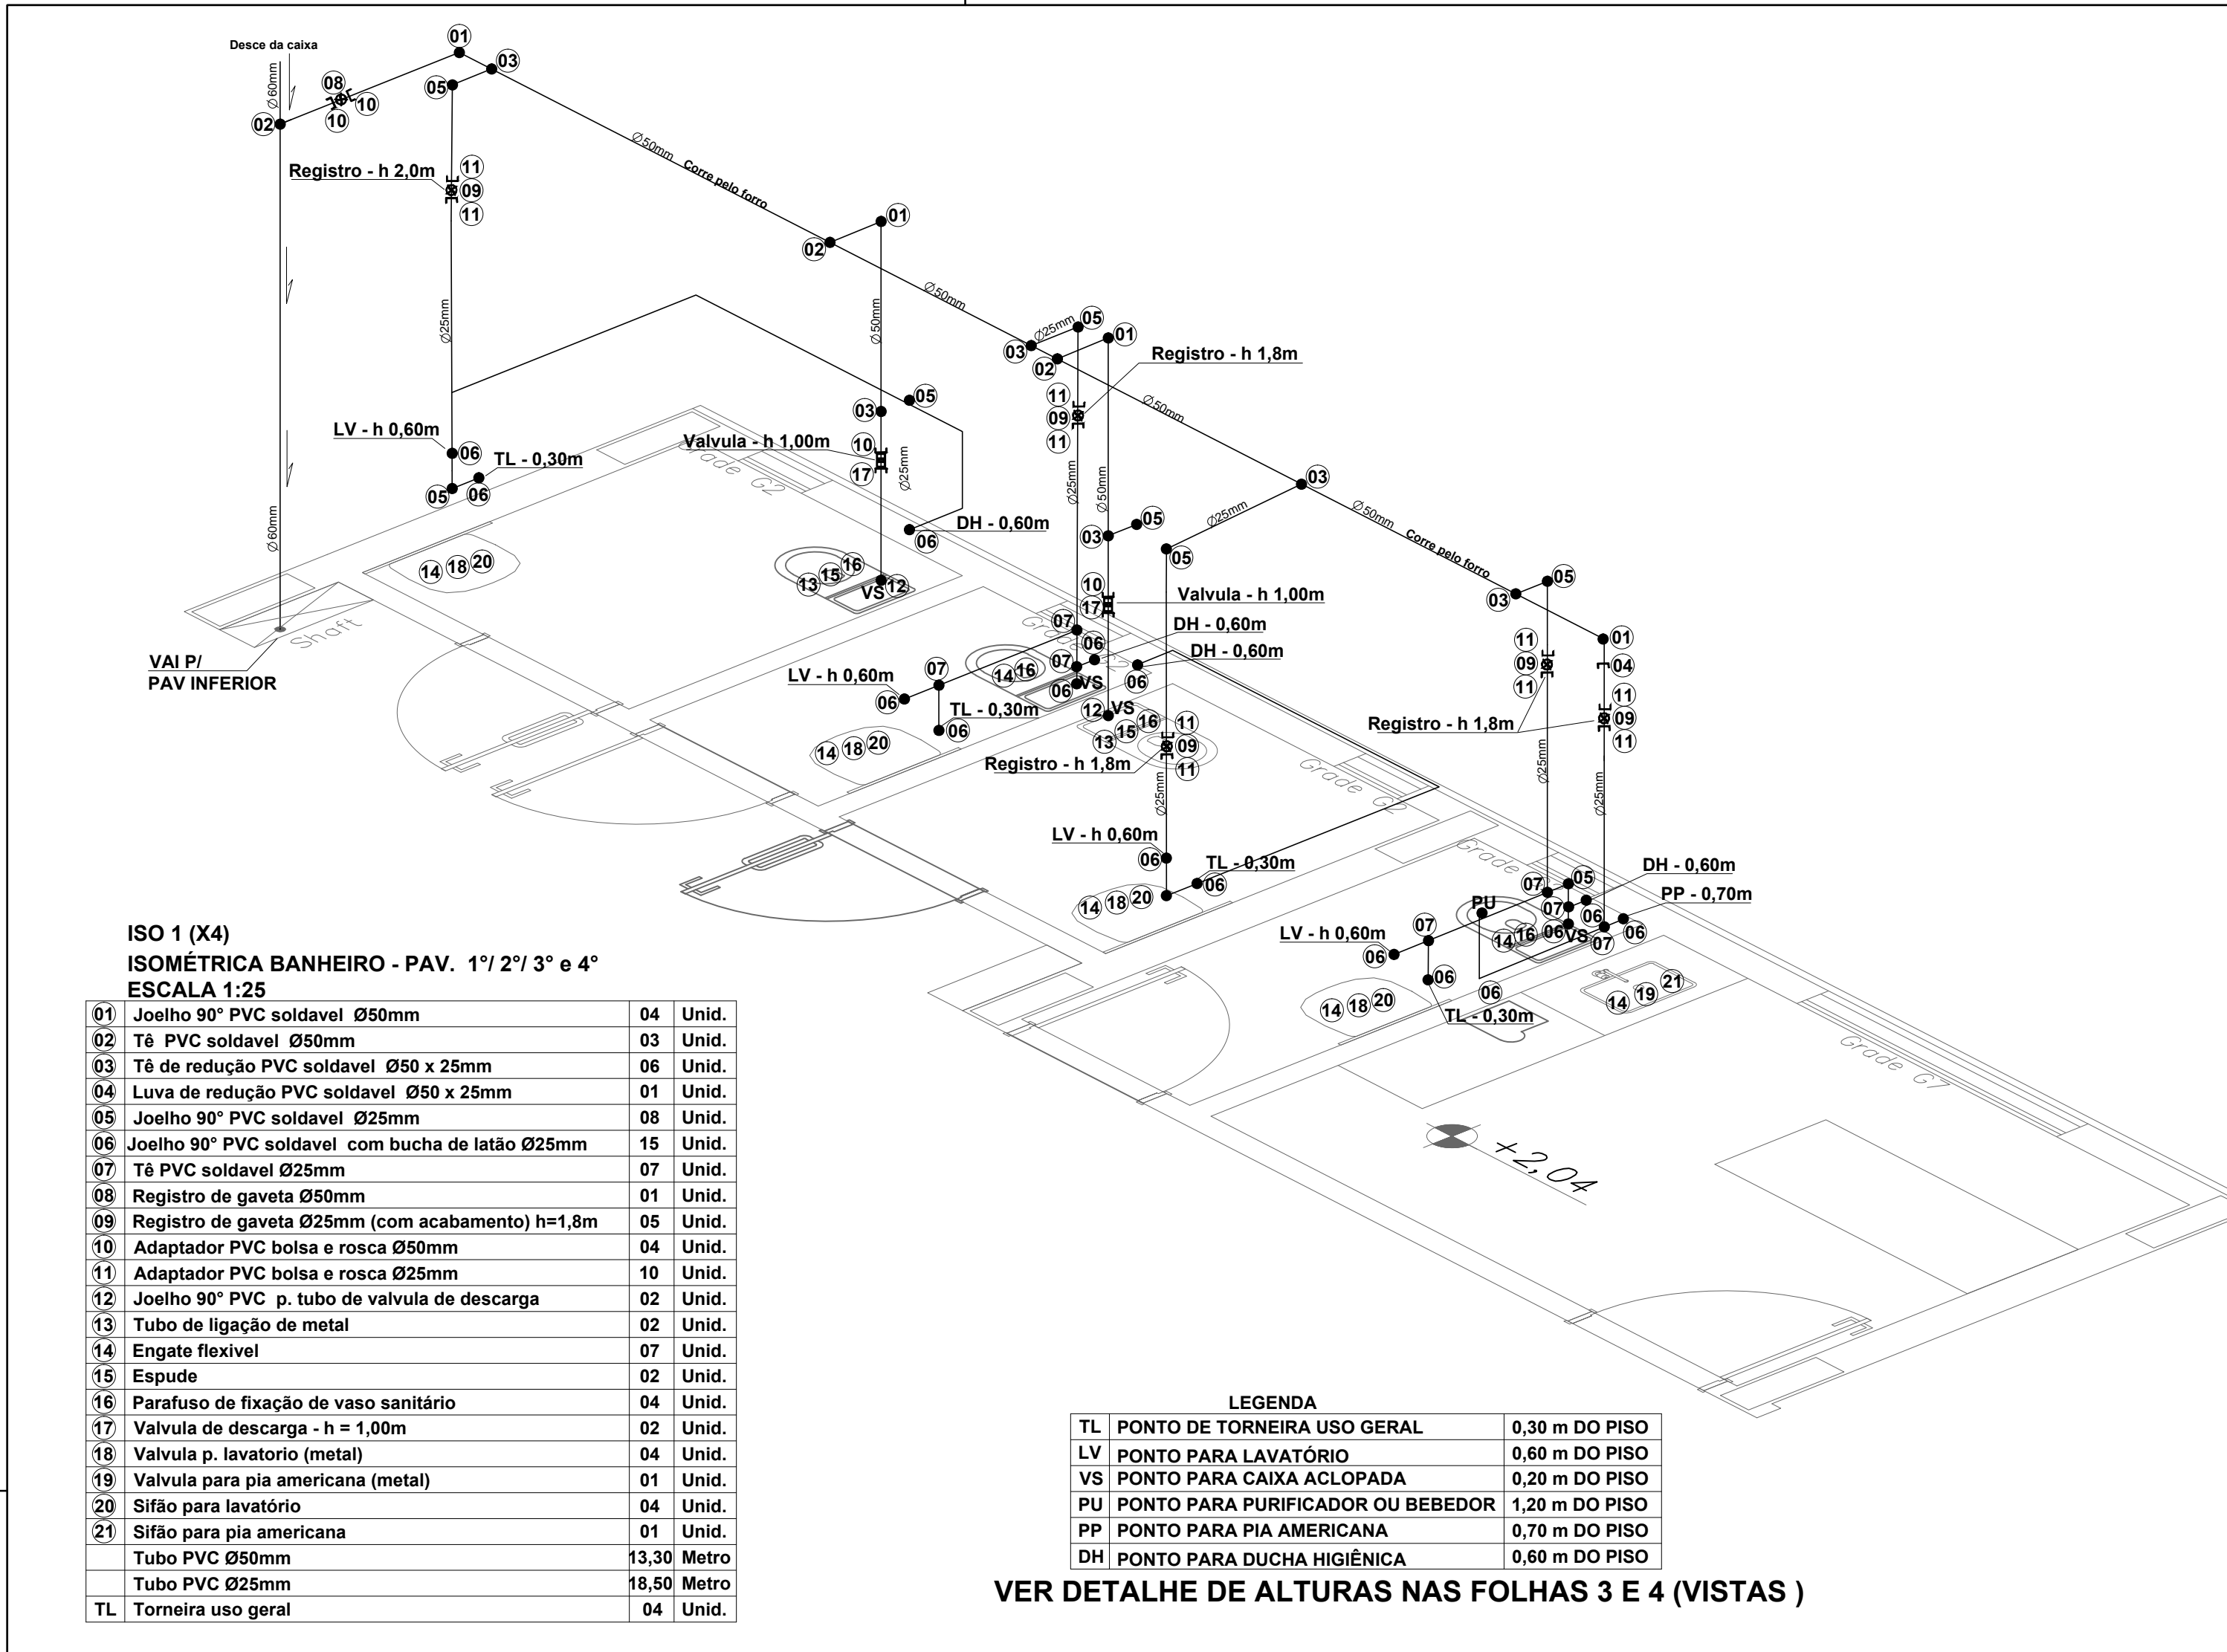 Desce da caixa
01
03
08
05
10
10
02
Ø60mm
Ø50mm
Corre pelo forro
Registro - h 2,0m
11
09
11
01
02
Ø50mm
Ø25mm
Ø50mm
Ø25mm
05
03
01
02
Registro - h 1,8m
11
09
11
Ø50mm
05
03
LV - h 0,60m
06
TL - 0,30m
05
06
Valvula - h 1,00m
10
17
Ø25mm
Grade G2
Ø25mm
Ø50mm
03
Ø25mm
Ø50mm
Corre pelo forro
DH - 0,60m
06
05
03
05
Ø60mm
14
18
20
13
15
16
VS
12
05
03
Shaft
VAI P/
PAV INFERIOR
10
17
Valvula - h 1,00m
07
06
DH - 0,60m
DH - 0,60m
Grade G2
01
04
11
09
11
11
09
11
LV - h 0,60m
07
06
14
16
07
06
VS
06
TL - 0,30m
06
12
VS
13
15
16
11
09
11
Registro - h 1,8m
Registro - h 1,8m
14
18
20
Grade G2
Ø25mm
Ø25mm
Ø25mm
LV - h 0,60m
06
TL - 0,30m
06
14
18
20
Grade
07
05
DH - 0,60m
PP - 0,70m
PU
07
06
06
14
16
06
VS
07
LV - h 0,60m
07
06
06
06
TL - 0,30m
14
18
20
14
19
21
Grade G7
+2,04
ISO 1 (X4)
ISOMÉTRICA BANHEIRO - PAV. 1°/ 2°/ 3° e 4°
ESCALA 1:25
01 Joelho 90° PVC soldavel Ø50mm 04 Unid.
02 Tê PVC soldavel Ø50mm 03 Unid.
03 Tê de redução PVC soldavel Ø50 x 25mm 06 Unid.
04 Luva de redução PVC soldavel Ø50 x 25mm 01 Unid.
05 Joelho 90° PVC soldavel Ø25mm 08 Unid.
06 Joelho 90° PVC soldavel com bucha de latão Ø25mm 15 Unid.
07 Tê PVC soldavel Ø25mm 07 Unid.
08 Registro de gaveta Ø50mm 01 Unid.
09 Registro de gaveta Ø25mm (com acabamento) h=1,8m 05 Unid.
10 Adaptador PVC bolsa e rosca Ø50mm 04 Unid.
11 Adaptador PVC bolsa e rosca Ø25mm 10 Unid.
12 Joelho 90° PVC p. tubo de valvula de descarga 02 Unid.
13 Tubo de ligação de metal 02 Unid.
14 Engate flexivel 07 Unid.
15 Espude 02 Unid.
16 Parafuso de fixação de vaso sanitário 04 Unid.
17 Valvula de descarga - h = 1,00m 02 Unid.
18 Valvula p. lavatorio (metal) 04 Unid.
19 Valvula para pia americana (metal) 01 Unid.
20 Sifão para lavatório 04 Unid.
21 Sifão para pia americana 01 Unid.
Tubo PVC Ø50mm 13,30 Metro
Tubo PVC Ø25mm 18,50 Metro
TL Torneira uso geral 04 Unid.
LEGENDA
TL PONTO DE TORNEIRA USO GERAL 0,30 m DO PISO
LV PONTO PARA LAVATÓRIO 0,60 m DO PISO
VS PONTO PARA CAIXA ACLOPADA 0,20 m DO PISO
PU PONTO PARA PURIFICADOR OU BEBEDOR 1,20 m DO PISO
PP PONTO PARA PIA AMERICANA 0,70 m DO PISO
DH PONTO PARA DUCHA HIGIÊNICA 0,60 m DO PISO
VER DETALHE DE ALTURAS NAS FOLHAS 3 E 4 (VISTAS )